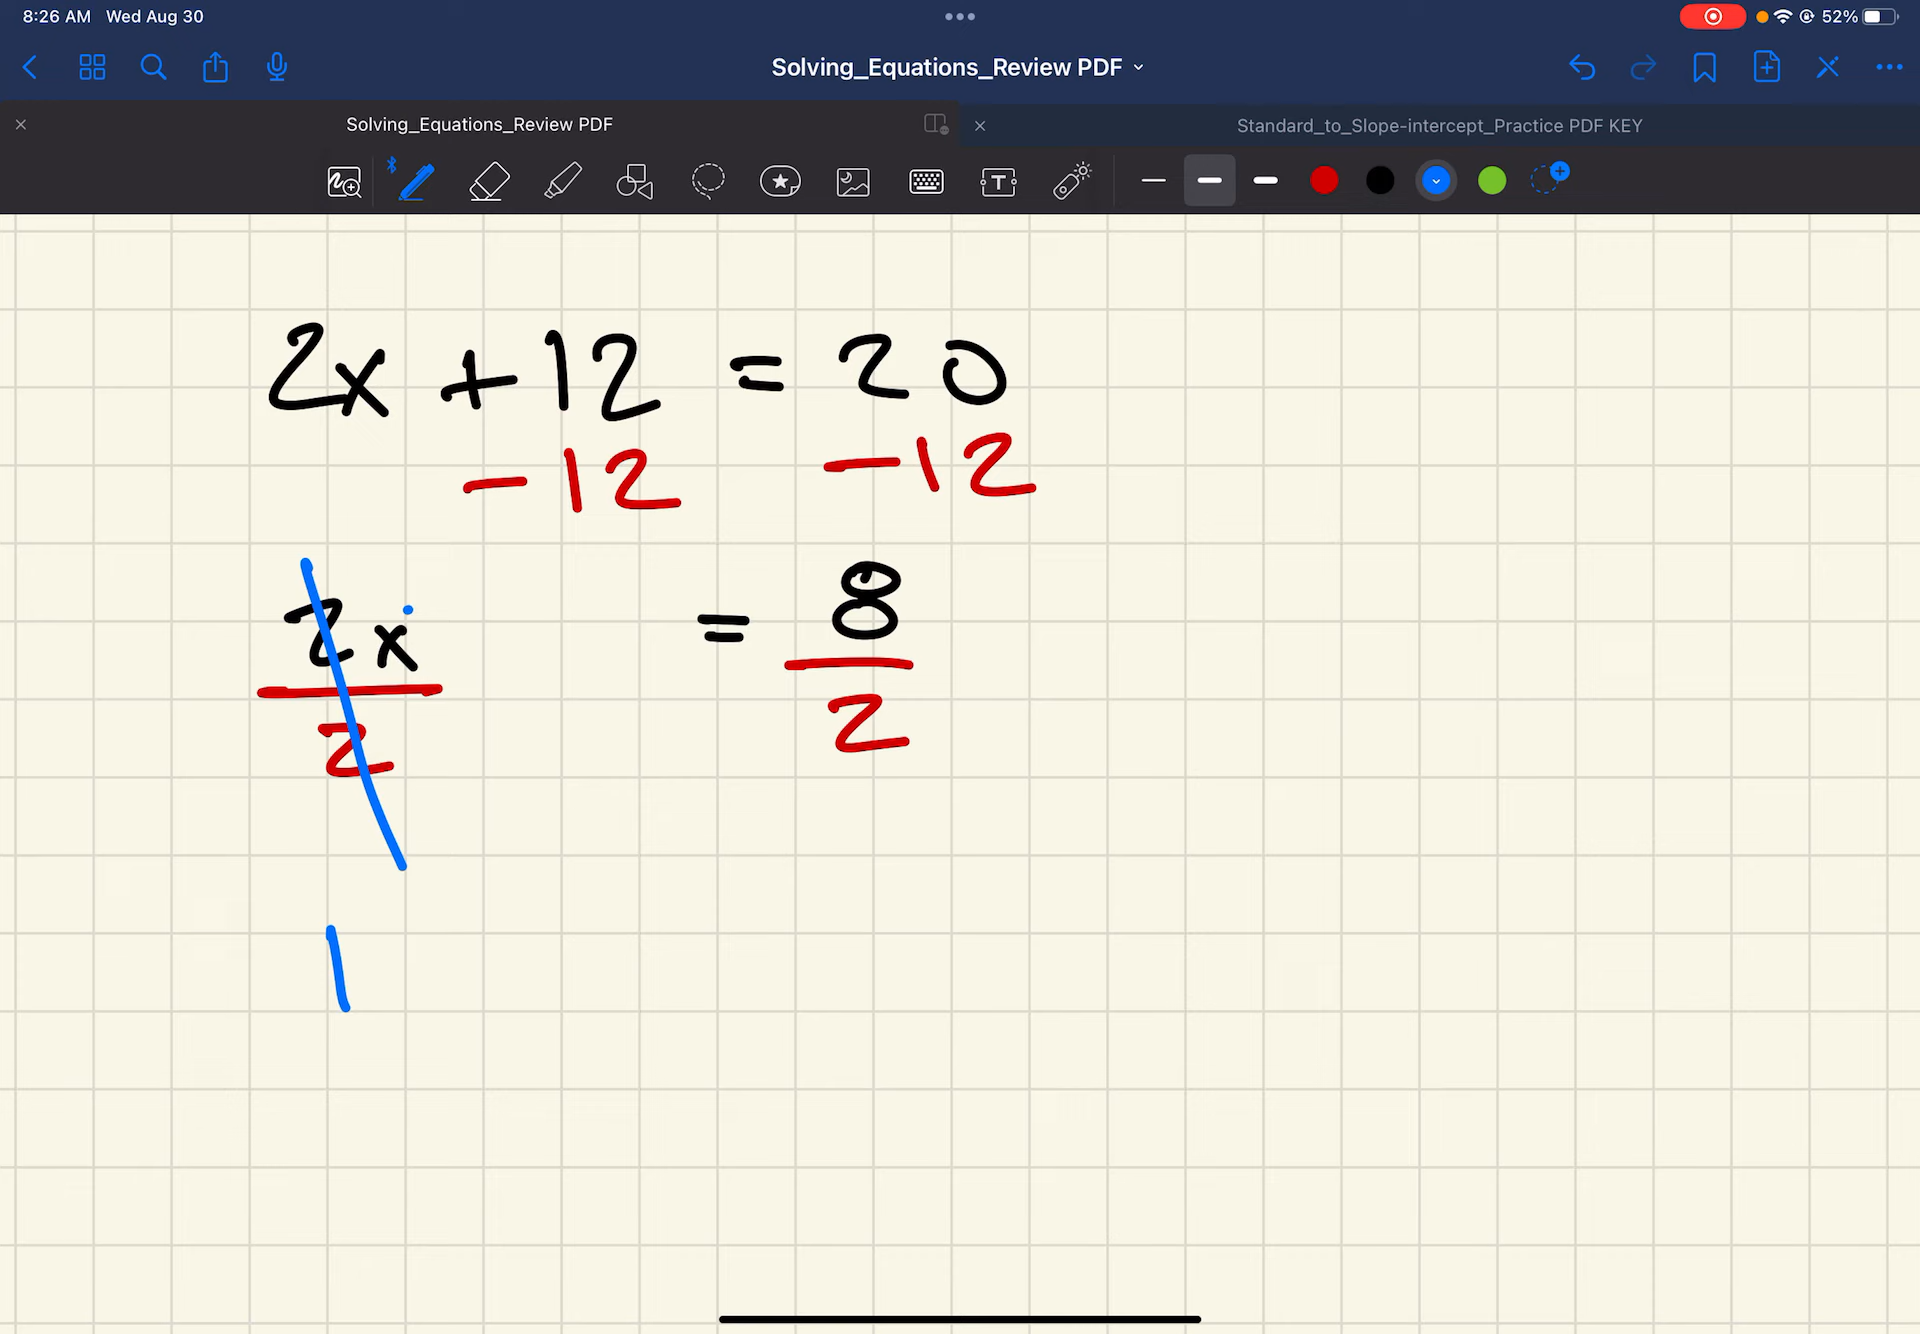 8:26 AM Wed Aug 30
52%
Solving_Equations_Review PDF
Solving_Equations_Review PDF
Standard_to_Slope-intercept_Practice PDF KEY
2x + 12 = 20
- 12 - 12
2x = 8
2 2
1